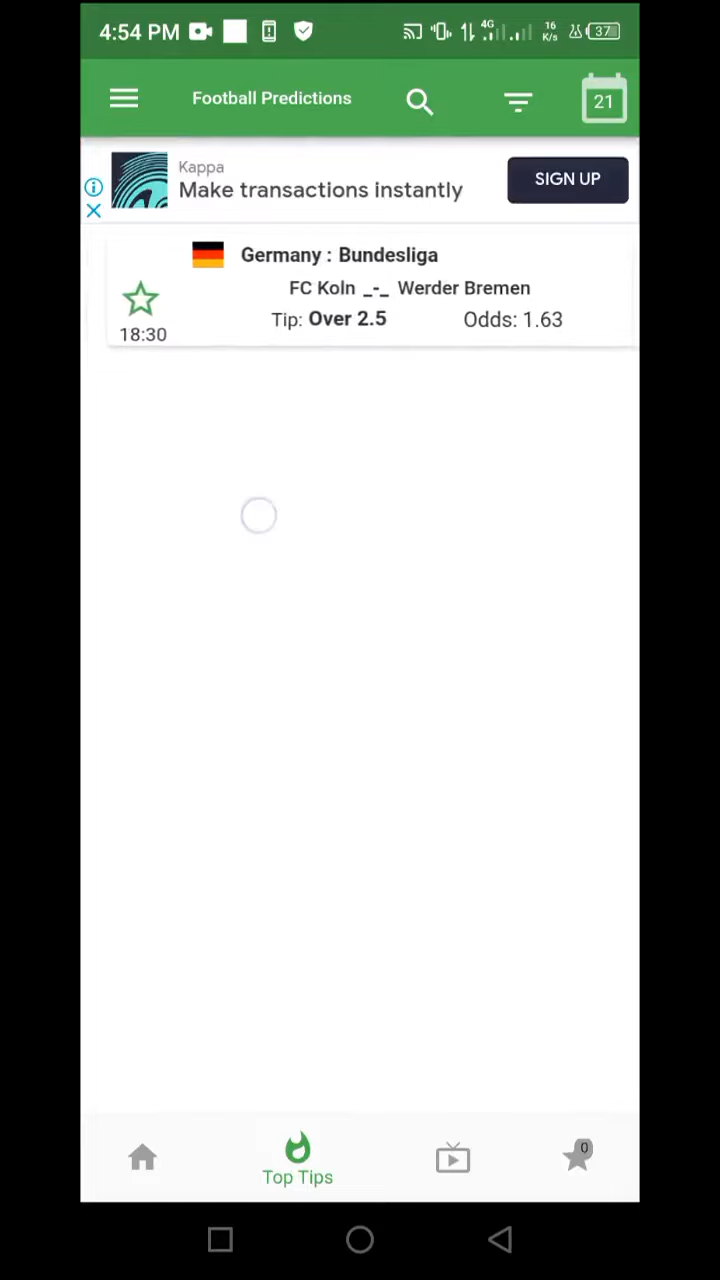 4:54 PM 4G 16 K/s 37
Football Predictions 21
Kappa
Make transactions instantly SIGN UP
Germany : Bundesliga
FC Koln _-_ Werder Bremen
Tip: Over 2.5 Odds: 1.63
18:30
0
Top Tips